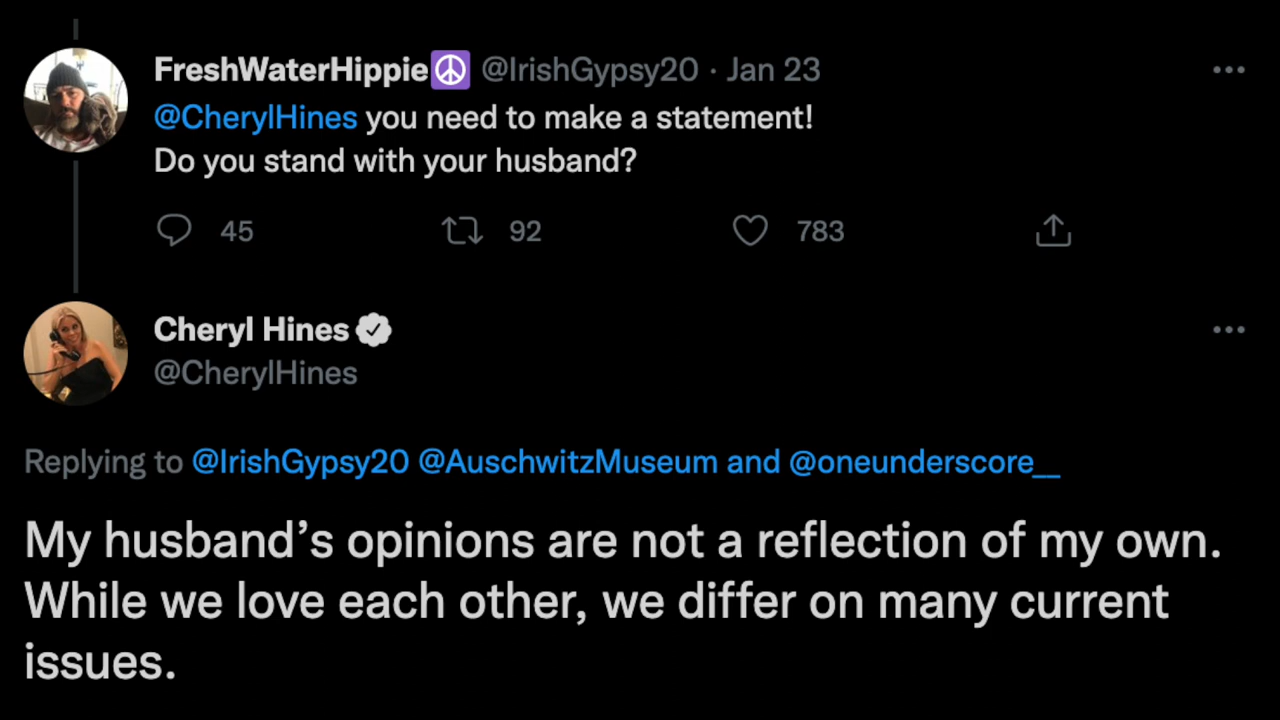 FreshWaterHippie☮ @IrishGypsy20 · Jan 23
@CherylHines you need to make a statement!
Do you stand with your husband?
45 92 783
Cheryl Hines
@CherylHines
Replying to @IrishGypsy20 @AuschwitzMuseum and @oneunderscore__
My husband’s opinions are not a reflection of my own.
While we love each other, we differ on many current
issues.